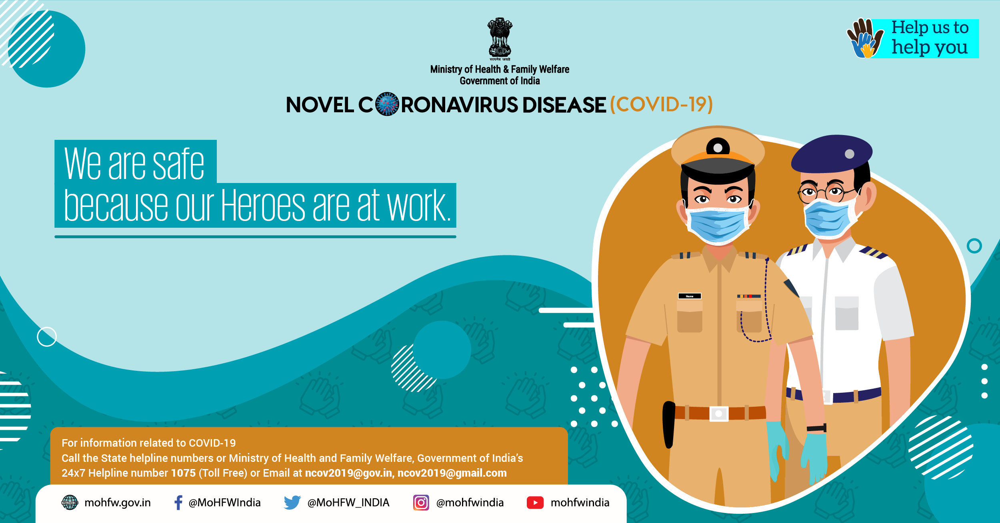 सत्यमेव जयते
Ministry of Health & Family Welfare
Government of India
Help us to
help you
NOVEL CORONAVIRUS DISEASE (COVID-19)
We are safe
because our Heroes are at work.
Name
For information related to COVID-19
Call the State helpline numbers or Ministry of Health and Family Welfare, Government of India's
24x7 Helpline number 1075 (Toll Free) or Email at ncov2019@gov.in, ncov2019@gmail.com
mohfw.gov.in @MoHFWIndia @MoHFW_INDIA @mohfwindia mohfwindia